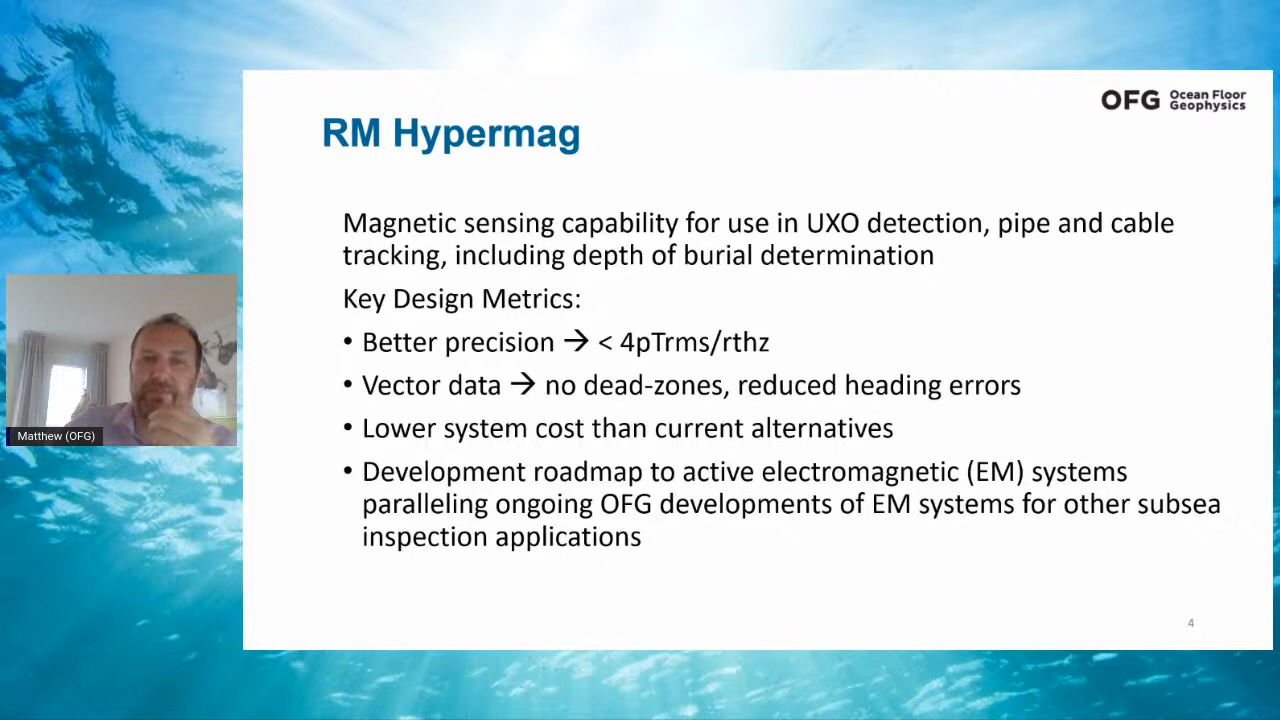 OFG Ocean Floor
Geophysics
RM Hypermag
Magnetic sensing capability for use in UXO detection, pipe and cable
tracking, including depth of burial determination
Key Design Metrics:
• Better precision → < 4pTrms/rthz
• Vector data → no dead-zones, reduced heading errors
• Lower system cost than current alternatives
• Development roadmap to active electromagnetic (EM) systems
paralleling ongoing OFG developments of EM systems for other subsea
inspection applications
Matthew (OFG)
4